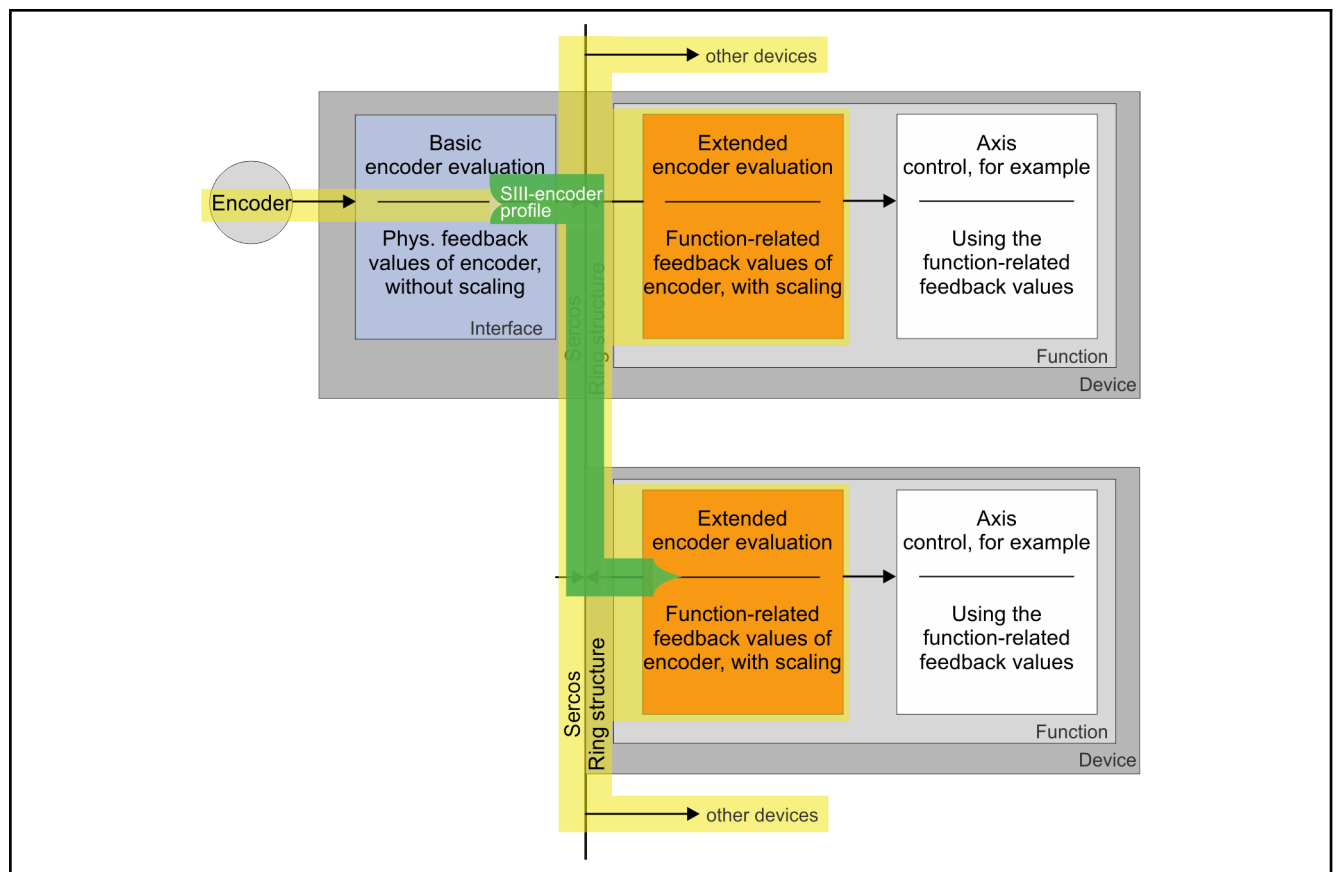 other devices
Encoder
Basic
encoder evaluation
SIII-encoder
profile
Phys. feedback
values of encoder,
without scaling
Interface
Sercos
Ring structure
Extended
encoder evaluation
Function-related
feedback values of
encoder, with scaling
Axis
control, for example
Using the
function-related
feedback values
Function
Device
Extended
encoder evaluation
Function-related
feedback values of
encoder, with scaling
Axis
control, for example
Using the
function-related
feedback values
Function
Device
Sercos
Ring structure
other devices